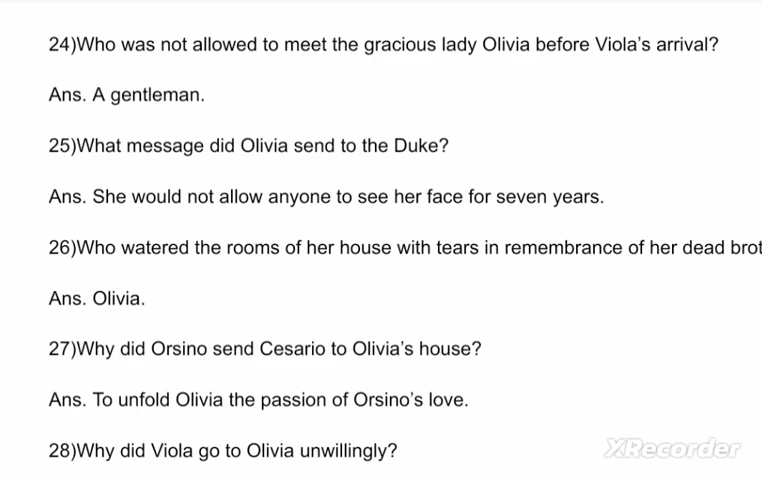 24)Who was not allowed to meet the gracious lady Olivia before Viola's arrival?
Ans. A gentleman.
25)What message did Olivia send to the Duke?
Ans. She would not allow anyone to see her face for seven years.
26)Who watered the rooms of her house with tears in remembrance of her dead brot
Ans. Olivia.
27)Why did Orsino send Cesario to Olivia's house?
Ans. To unfold Olivia the passion of Orsino's love.
28)Why did Viola go to Olivia unwillingly?
XRecorder